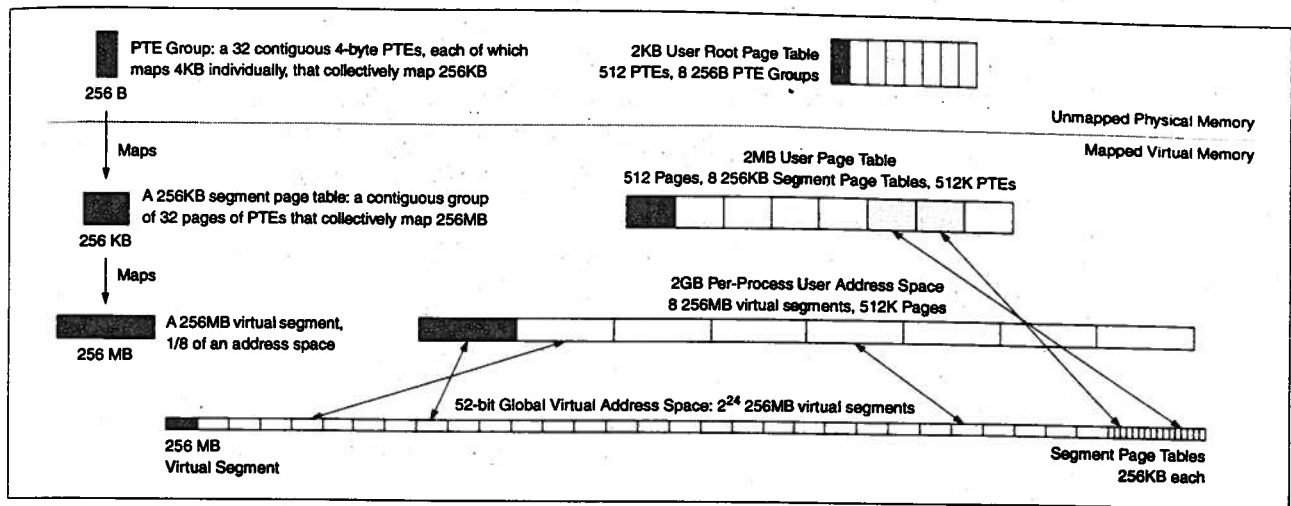 PTE Group: a 32 contiguous 4-byte PTEs, each of which
maps 4KB individually, that collectively map 256KB
256 B
2KB User Root Page Table
512 PTEs, 8 256B PTE Groups
Unmapped Physical Memory
Mapped Virtual Memory
Maps
2MB User Page Table
512 Pages, 8 256KB Segment Page Tables, 512K PTEs
A 256KB segment page table: a contiguous group
of 32 pages of PTEs that collectively map 256MB
256 KB
Maps
2GB Per-Process User Address Space
8 256MB virtual segments, 512K Pages
A 256MB virtual segment,
1/8 of an address space
256 MB
52-bit Global Virtual Address Space: 2²⁴ 256MB virtual segments
256 MB
Virtual Segment
Segment Page Tables
256KB each